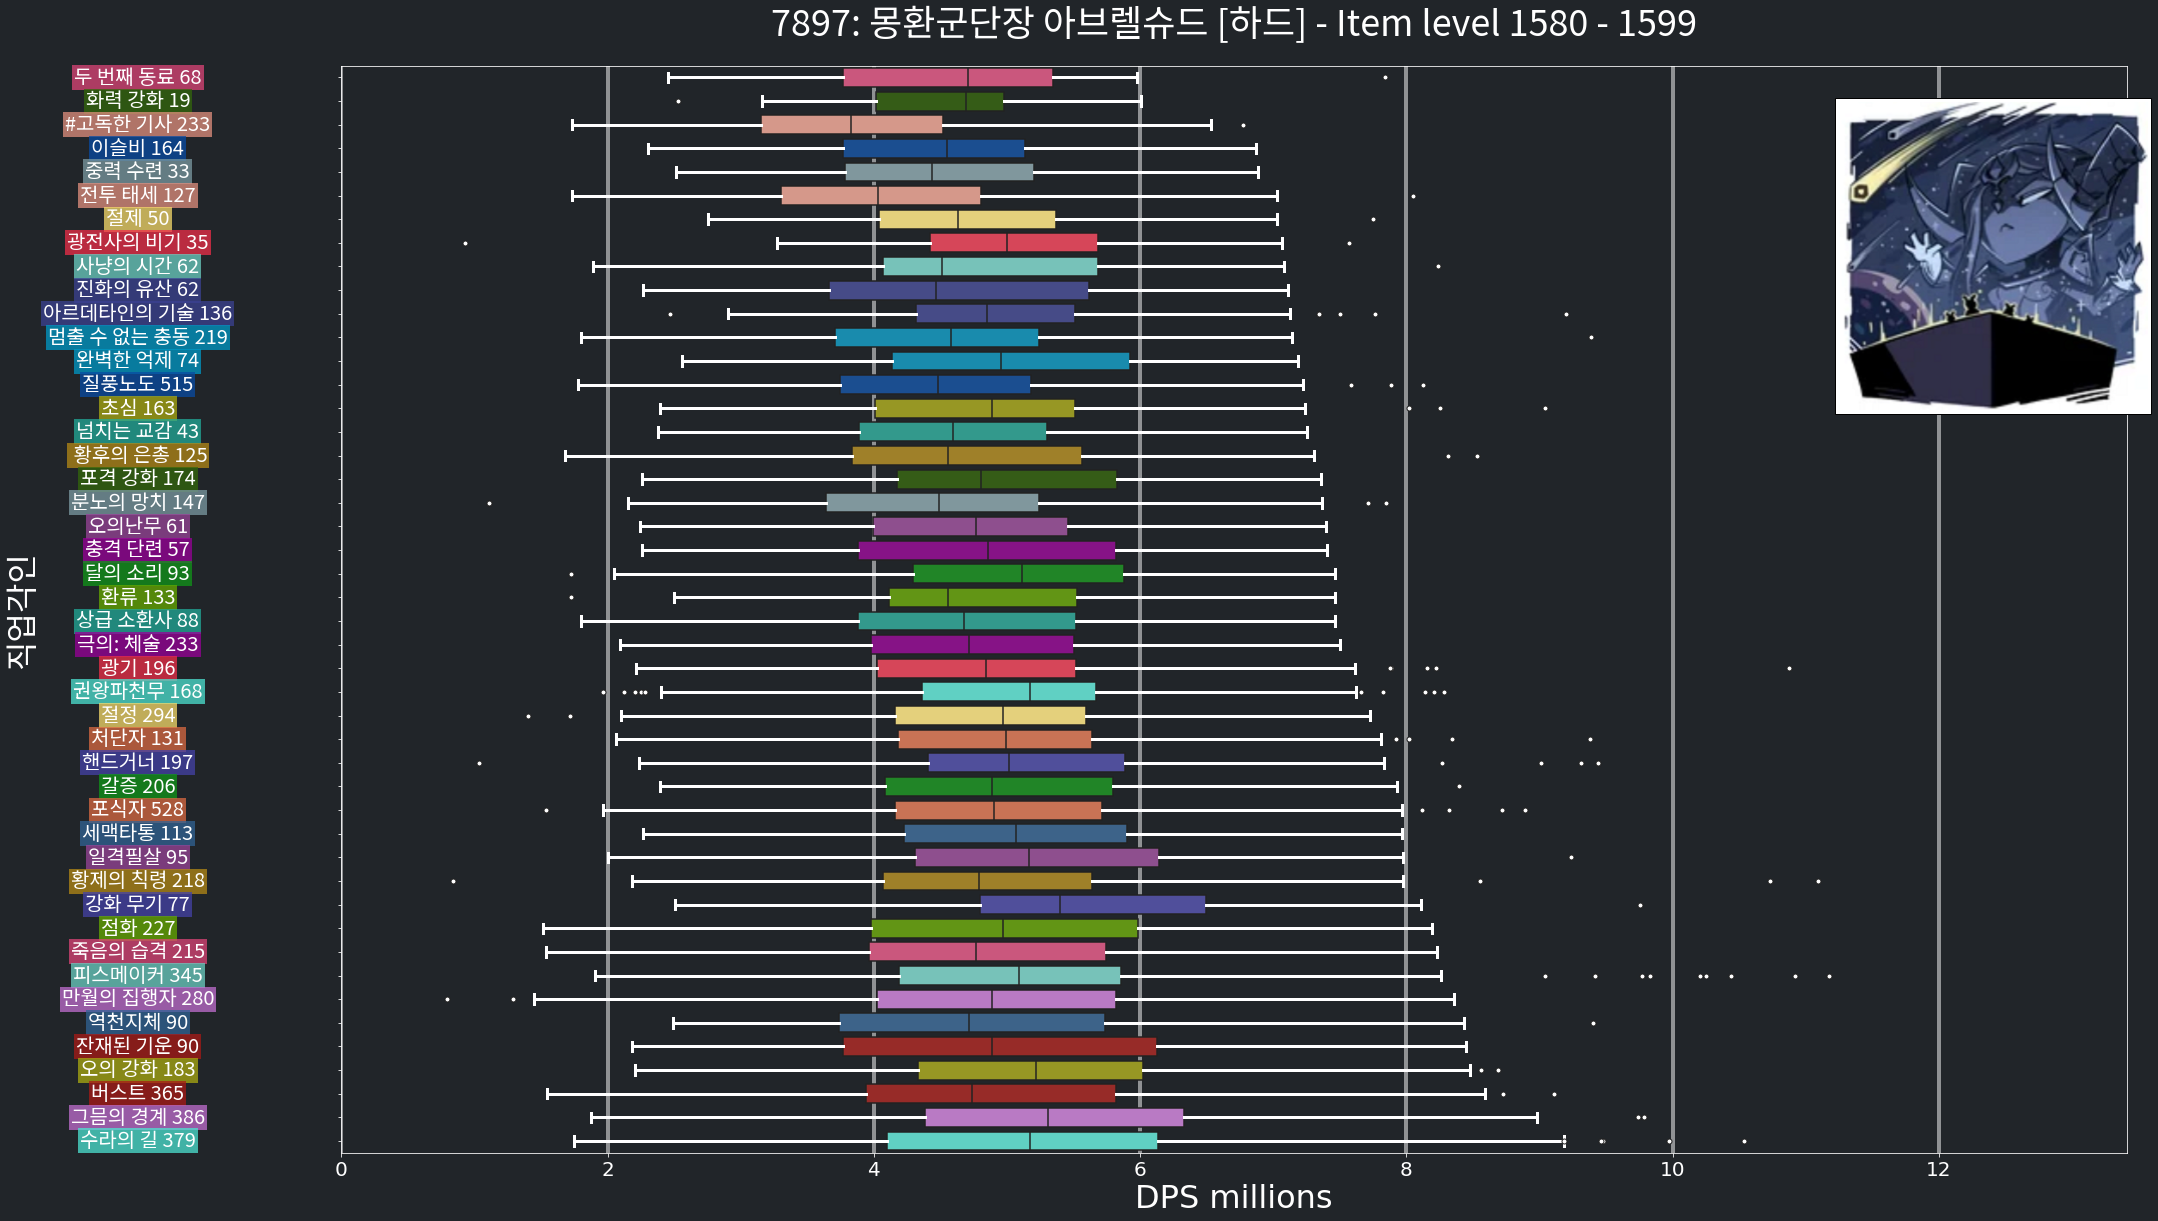 7897: 몽환군단장 아브렐슈드 [하드] - Item level 1580 - 1599
직업각인
두 번째 동료 68
화력 강화 19
#고독한 기사 233
이슬비 164
중력 수련 33
전투 태세 127
절제 50
광전사의 비기 35
사냥의 시간 62
진화의 유산 62
아르데타인의 기술 136
멈출 수 없는 충동 219
완벽한 억제 74
질풍노도 515
초심 163
넘치는 교감 43
황후의 은총 125
포격 강화 174
분노의 망치 147
오의난무 61
충격 단련 57
달의 소리 93
환류 133
상급 소환사 88
극의: 체술 233
광기 196
권왕파천무 168
절정 294
처단자 131
핸드거너 197
갈증 206
포식자 528
세맥타통 113
일격필살 95
황제의 칙령 218
강화 무기 77
점화 227
죽음의 습격 215
피스메이커 345
만월의 집행자 280
역천지체 90
잔재된 기운 90
오의 강화 183
버스트 365
그믐의 경계 386
수라의 길 379
0 2 4 6 8 10 12
DPS millions